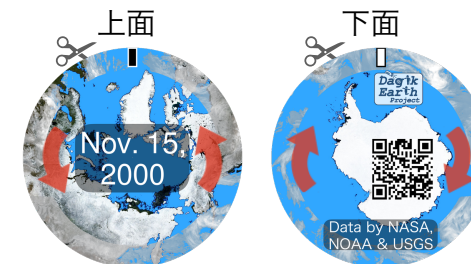 上面
下面
Nov. 15,
2000
Dagik
Earth
Project
Data by NASA,
NOAA & USGS